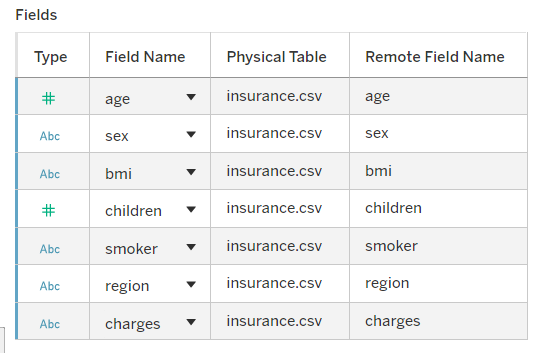 Fields
Type Field Name Physical Table Remote Field Name
# age insurance.csv age
Abc sex insurance.csv sex
Abc bmi insurance.csv bmi
# children insurance.csv children
Abc smoker insurance.csv smoker
Abc region insurance.csv region
Abc charges insurance.csv charges